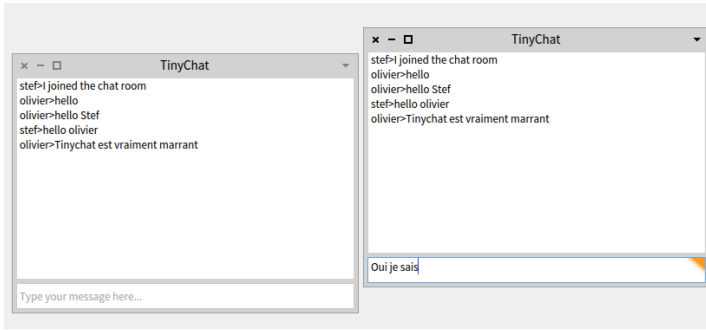 TinyChat
stef>I joined the chat room
olivier>hello
olivier>hello Stef
stef>hello olivier
olivier>Tinychat est vraiment marrant
Type your message here...
TinyChat
stef>I joined the chat room
olivier>hello
olivier>hello Stef
stef>hello olivier
olivier>Tinychat est vraiment marrant
Oui je sais